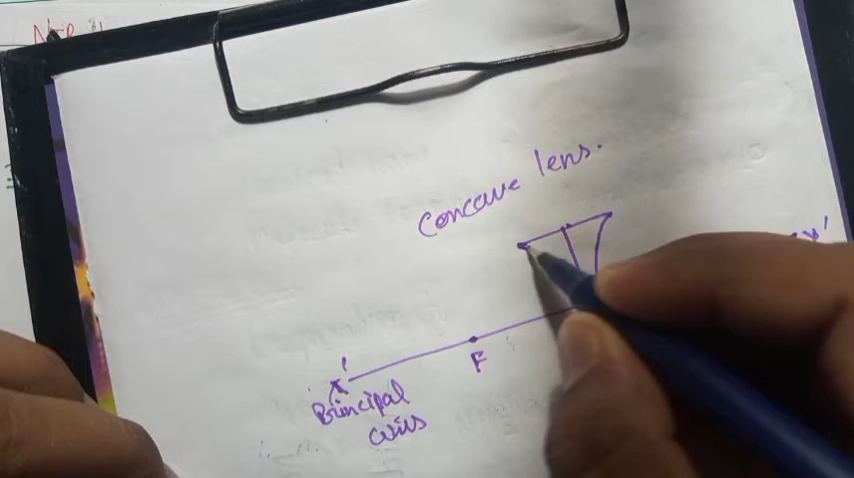 Concave lens.
x'
F
X'
Principal
axis